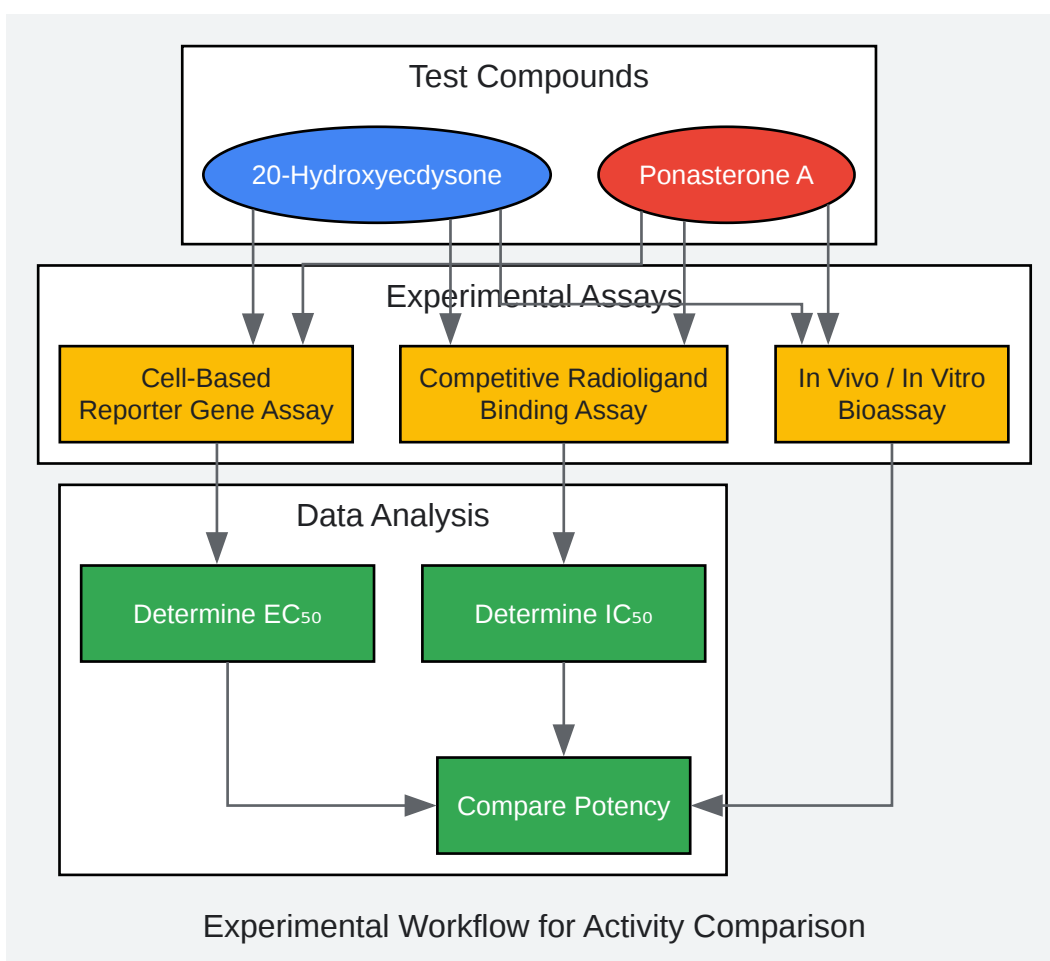 Test Compounds
20-Hydroxyecdysone
Ponasterone A
Experimental Assays
Cell-Based
Reporter Gene Assay
Competitive Radioligand
Binding Assay
In Vivo / In Vitro
Bioassay
Data Analysis
Determine EC₅₀
Determine IC₅₀
Compare Potency
Experimental Workflow for Activity Comparison